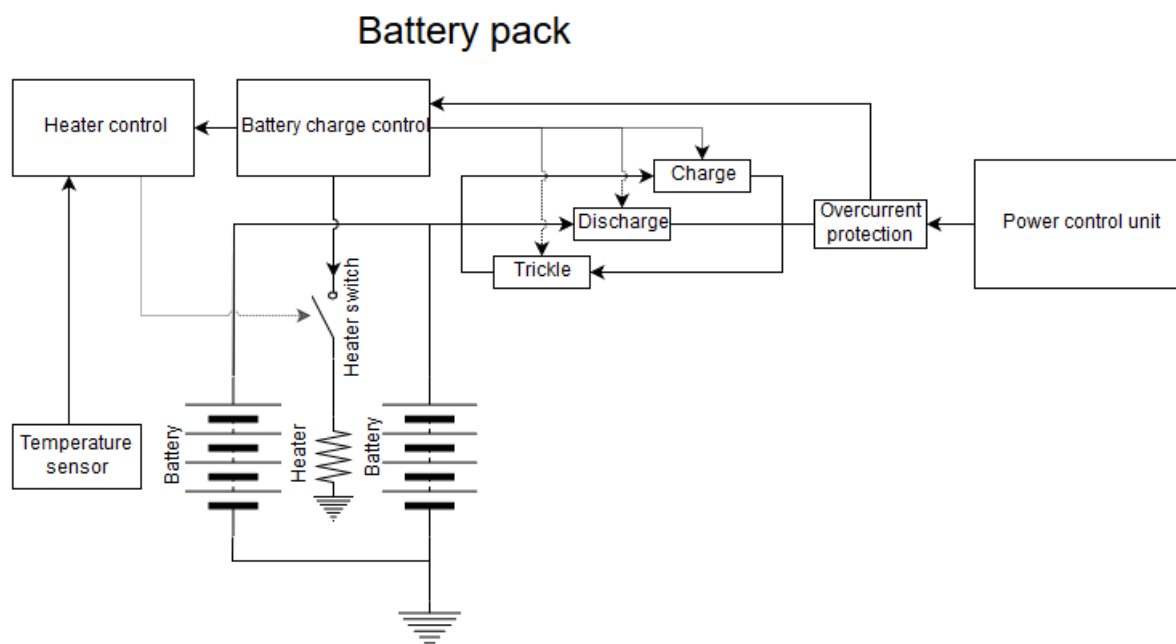 Battery pack
Heater control
Battery charge control
Charge
Discharge
Trickle
Overcurrent
protection
Power control unit
Heater switch
Temperature
sensor
Battery
Heater
Battery